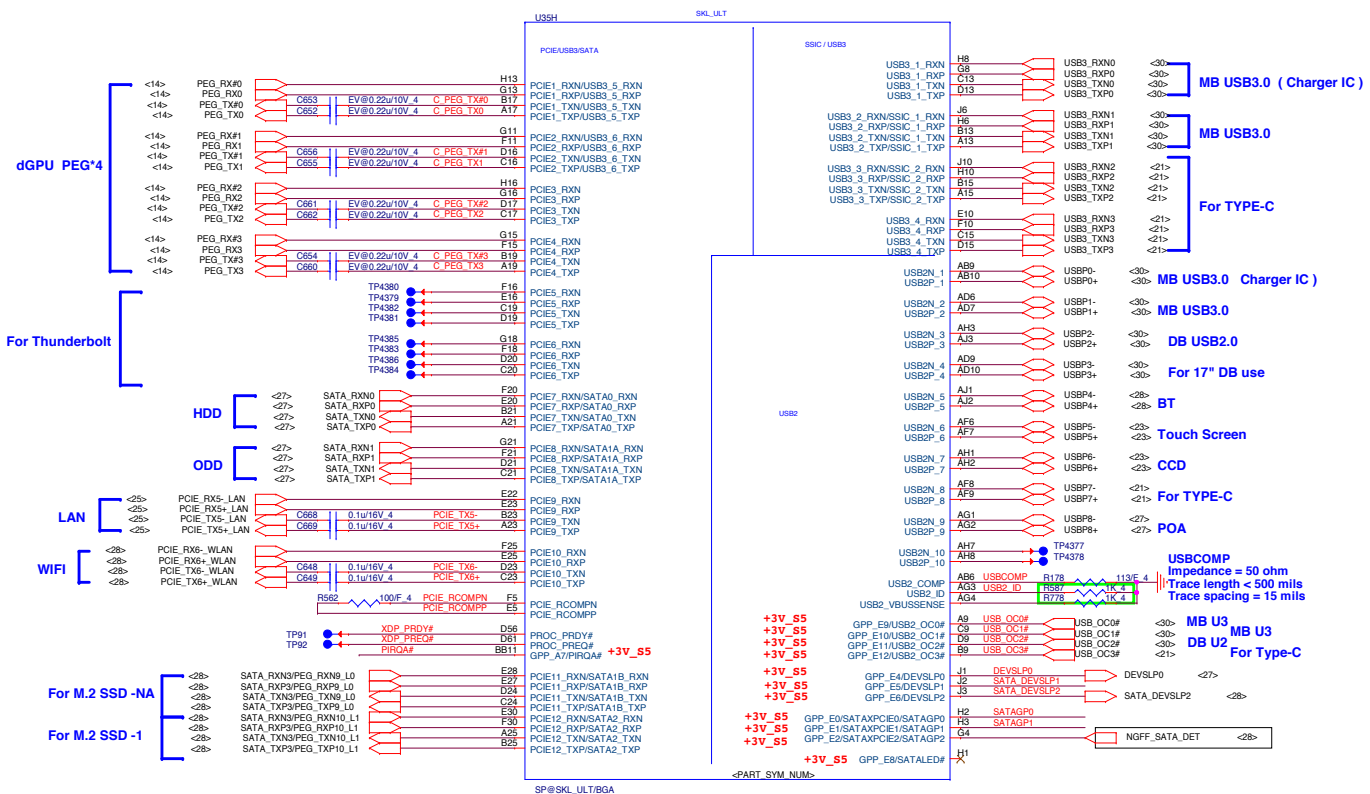 U35H
SKL_ULT
PCIE/USB3/SATA
SSIC / USB3
dGPU PEG*4
<14> PEG_RX#0 H13 PCIE1_RXN/USB3_5_RXN
<14> PEG_RX0 G13 PCIE1_RXP/USB3_5_RXP
<14> PEG_TX#0 C653 EV@0.22u/10V_4 C_PEG_TX#0 B17 PCIE1_TXN/USB3_5_TXN
<14> PEG_TX0 C652 EV@0.22u/10V_4 C_PEG_TX0 A17 PCIE1_TXP/USB3_5_TXP
<14> PEG_RX#1 G11 PCIE2_RXN/USB3_6_RXN
<14> PEG_RX1 F11 PCIE2_RXP/USB3_6_RXP
<14> PEG_TX#1 C656 EV@0.22u/10V_4 C_PEG_TX#1 D16 PCIE2_TXN/USB3_6_TXN
<14> PEG_TX1 C655 EV@0.22u/10V_4 C_PEG_TX1 C16 PCIE2_TXP/USB3_6_TXP
<14> PEG_RX#2 H16 PCIE3_RXN
<14> PEG_RX2 G16 PCIE3_RXP
<14> PEG_TX#2 C661 EV@0.22u/10V_4 C_PEG_TX#2 D17 PCIE3_TXN
<14> PEG_TX2 C662 EV@0.22u/10V_4 C_PEG_TX2 C17 PCIE3_TXP
<14> PEG_RX#3 G15 PCIE4_RXN
<14> PEG_RX3 F15 PCIE4_RXP
<14> PEG_TX#3 C654 EV@0.22u/10V_4 C_PEG_TX#3 B19 PCIE4_TXN
<14> PEG_TX3 C660 EV@0.22u/10V_4 C_PEG_TX3 A19 PCIE4_TXP
For Thunderbolt
TP4380 F16 PCIE5_RXN
TP4379 E16 PCIE5_RXP
TP4382 C19 PCIE5_TXN
TP4381 D19 PCIE5_TXP
TP4385 G18 PCIE6_RXN
TP4383 F18 PCIE6_RXP
TP4386 D20 PCIE6_TXN
TP4384 C20 PCIE6_TXP
HDD
<27> SATA_RXN0 F20 PCIE7_RXN/SATA0_RXN
<27> SATA_RXP0 E20 PCIE7_RXP/SATA0_RXP
<27> SATA_TXN0 B21 PCIE7_TXN/SATA0_TXN
<27> SATA_TXP0 A21 PCIE7_TXP/SATA0_TXP
ODD
<27> SATA_RXN1 G21 PCIE8_RXN/SATA1A_RXN
<27> SATA_RXP1 F21 PCIE8_RXP/SATA1A_RXP
<27> SATA_TXN1 D21 PCIE8_TXN/SATA1A_TXN
<27> SATA_TXP1 C21 PCIE8_TXP/SATA1A_TXP
LAN
<25> PCIE_RX5-_LAN E22 PCIE9_RXN
<25> PCIE_RX5+_LAN E23 PCIE9_RXP
<25> PCIE_TX5-_LAN C668 0.1u/16V_4 PCIE_TX5- B23 PCIE9_TXN
<25> PCIE_TX5+_LAN C669 0.1u/16V_4 PCIE_TX5+ A23 PCIE9_TXP
WIFI
<28> PCIE_RX6-_WLAN F25 PCIE10_RXN
<28> PCIE_RX6+_WLAN E25 PCIE10_RXP
<28> PCIE_TX6-_WLAN C648 0.1u/16V_4 PCIE_TX6- D23 PCIE10_TXN
<28> PCIE_TX6+_WLAN C649 0.1u/16V_4 PCIE_TX6+ C23 PCIE10_TXP
R562 100/F_4 PCIE_RCOMPN F5 PCIE_RCOMPN
PCIE_RCOMPP E5 PCIE_RCOMPP
TP91 XDP_PRDY# D56 PROC_PRDY#
TP92 XDP_PREQ# D61 PROC_PREQ#
PIRQA# BB11 GPP_A7/PIRQA# +3V_S5
For M.2 SSD -NA
<28> SATA_RXN3/PEG_RXN9_L0 E28 PCIE11_RXN/SATA1B_RXN
<28> SATA_RXP3/PEG_RXP9_L0 E27 PCIE11_RXP/SATA1B_RXP
<28> SATA_TXN3/PEG_TXN9_L0 D24 PCIE11_TXN/SATA1B_TXN
<28> SATA_TXP3/PEG_TXP9_L0 C24 PCIE11_TXP/SATA1B_TXP
For M.2 SSD -1
<28> SATA_RXN3/PEG_RXN10_L1 E30 PCIE12_RXN/SATA2_RXN
<28> SATA_RXP3/PEG_RXP10_L1 F30 PCIE12_RXP/SATA2_RXP
<28> SATA_TXN3/PEG_TXN10_L1 A25 PCIE12_TXN/SATA2_TXN
<28> SATA_TXP3/PEG_TXP10_L1 B25 PCIE12_TXP/SATA2_TXP
USB3_1_RXN H8 USB3_RXN0 <30>
USB3_1_RXP G8 USB3_RXP0 <30>
USB3_1_TXN C13 USB3_TXN0 <30>
USB3_1_TXP D13 USB3_TXP0 <30>
MB USB3.0 ( Charger IC )
USB3_2_RXN/SSIC_1_RXN J6 USB3_RXN1 <30>
USB3_2_RXP/SSIC_1_RXP H6 USB3_RXP1 <30>
USB3_2_TXN/SSIC_1_TXN B13 USB3_TXN1 <30>
USB3_2_TXP/SSIC_1_TXP A13 USB3_TXP1 <30>
MB USB3.0
USB3_3_RXN/SSIC_2_RXN J10 USB3_RXN2 <21>
USB3_3_RXP/SSIC_2_RXP H10 USB3_RXP2 <21>
USB3_3_TXN/SSIC_2_TXN B15 USB3_TXN2 <21>
USB3_3_TXP/SSIC_2_TXP A15 USB3_TXP2 <21>
For TYPE-C
USB3_4_RXN E10 USB3_RXN3 <21>
USB3_4_RXP F10 USB3_RXP3 <21>
USB3_4_TXN C15 USB3_TXN3 <21>
USB3_4_TXP D15 USB3_TXP3 <21>
USB2
USB2N_1 AB9 USBP0- <30>
USB2P_1 AB10 USBP0+ <30> MB USB3.0 Charger IC )
USB2N_2 AD6 USBP1- <30>
USB2P_2 AD7 USBP1+ <30> MB USB3.0
USB2N_3 AH3 USBP2- <30>
USB2P_3 AJ3 USBP2+ <30> DB USB2.0
USB2N_4 AD9 USBP3- <30>
USB2P_4 AD10 USBP3+ <30> For 17" DB use
USB2N_5 AJ1 USBP4- <28>
USB2P_5 AJ2 USBP4+ <28> BT
USB2N_6 AF6 USBP5- <23>
USB2P_6 AF7 USBP5+ <23> Touch Screen
USB2N_7 AH1 USBP6- <23>
USB2P_7 AH2 USBP6+ <23> CCD
USB2N_8 AF8 USBP7- <21>
USB2P_8 AF9 USBP7+ <21> For TYPE-C
USB2N_9 AG1 USBP8- <27>
USB2P_9 AG2 USBP8+ <27> POA
USB2N_10 AH7 TP4377
USB2P_10 AH8 TP4378
USB2_COMP AB6 USBCOMP R178 113/F_4
USB2_ID AG3 USB2_ID R587 1K_4
USB2_VBUSSENSE AG4 R778 1K_4
USBCOMP
Impedance = 50 ohm
Trace length < 500 mils
Trace spacing = 15 mils
+3V_S5 GPP_E9/USB2_OC0# A9 USB_OC0# USB_OC0# <30> MB U3
+3V_S5 GPP_E10/USB2_OC1# C9 USB_OC1# USB_OC1# <30> MB U3
+3V_S5 GPP_E11/USB2_OC2# D9 USB_OC2# USB_OC2# <30> DB U2
+3V_S5 GPP_E12/USB2_OC3# B9 USB_OC3# USB_OC3# <21> For Type-C
+3V_S5 GPP_E4/DEVSLP0 J1 DEVSLP0 DEVSLP0 <27>
+3V_S5 GPP_E5/DEVSLP1 J2 SATA_DEVSLP1
+3V_S5 GPP_E6/DEVSLP2 J3 SATA_DEVSLP2 SATA_DEVSLP2 <28>
+3V_S5 GPP_E0/SATAXPCIE0/SATAGP0 H2 SATAGP0
+3V_S5 GPP_E1/SATAXPCIE1/SATAGP1 H3 SATAGP1
+3V_S5 GPP_E2/SATAXPCIE2/SATAGP2 G4 NGFF_SATA_DET <28>
+3V_S5 GPP_E8/SATALED# H1
<PART_SYM_NUM>
SP@SKL_ULT/BGA